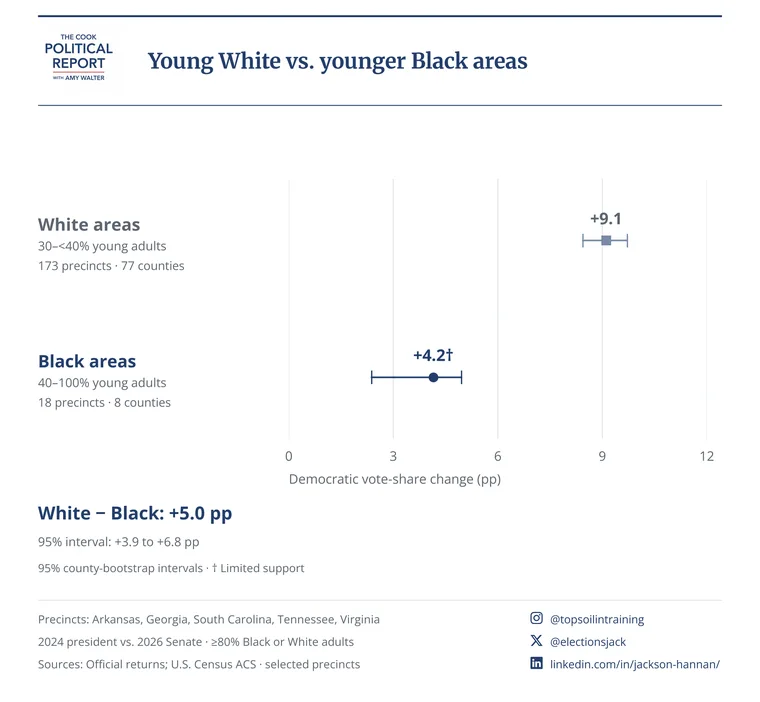 THE COOK
POLITICAL
REPORT
WITH AMY WALTER
Young White vs. younger Black areas
White areas
30–<40% young adults
173 precincts · 77 counties
+9.1
Black areas
40–100% young adults
18 precincts · 8 counties
+4.2†
0 3 6 9 12
Democratic vote-share change (pp)
White − Black: +5.0 pp
95% interval: +3.9 to +6.8 pp
95% county-bootstrap intervals · † Limited support
Precincts: Arkansas, Georgia, South Carolina, Tennessee, Virginia
2024 president vs. 2026 Senate · ≥80% Black or White adults
Sources: Official returns; U.S. Census ACS · selected precincts
@topsoilintraining
@electionsjack
linkedin.com/in/jackson-hannan/